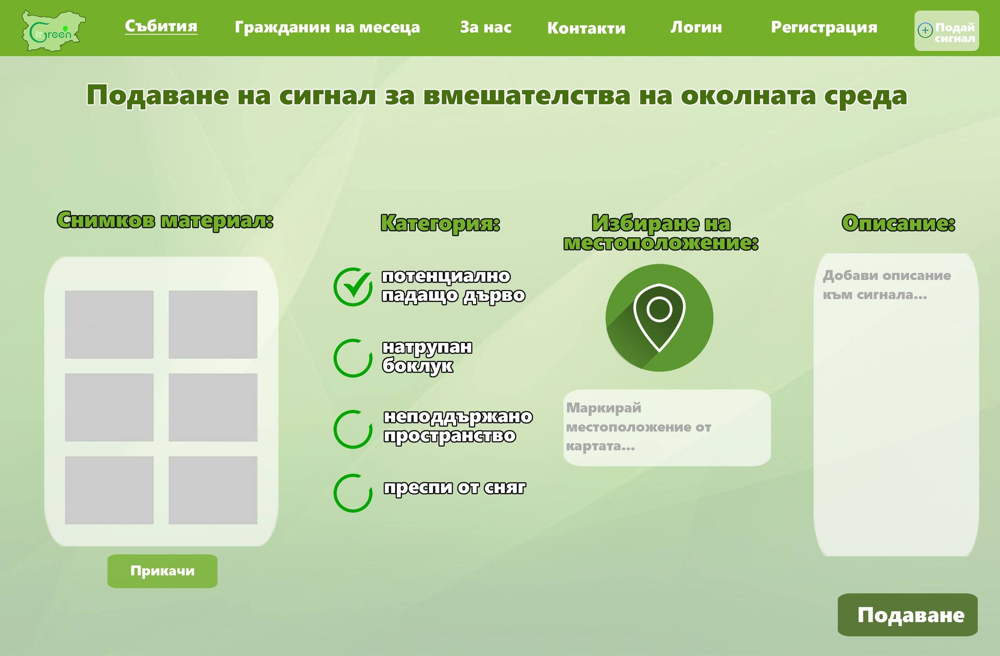 ITGreen
Събития
Гражданин на месеца
За нас
Контакти
Логин
Регистрация
Подай
сигнал
Подаване на сигнал за вмешателства на околната среда
Снимков материал:
Прикачи
Категория:
потенциално
падащо дърво
натрупан
боклук
неподдържано
пространство
преспи от сняг
Избиране на
местоположение:
Маркирай
местоположение от
картата...
Описание:
Добави описание
към сигнала...
Подаване